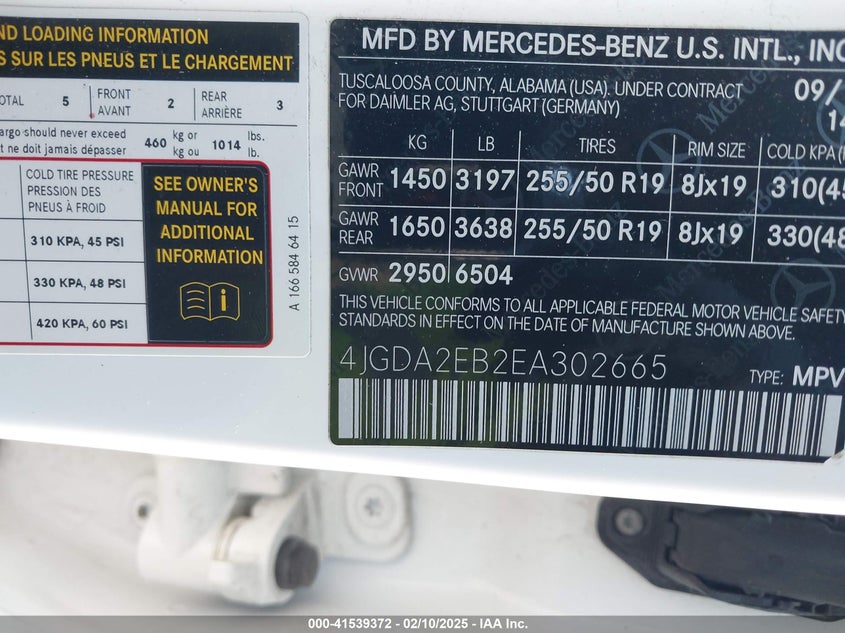 ND LOADING INFORMATION
S SUR LES PNEUS ET LE CHARGEMENT
OTAL 5 FRONT AVANT 2 REAR ARRIÈRE 3
argo should never exceed 460 kg or 1014 lbs.
t ne doit jamais dépasser kg ou lb.
COLD TIRE PRESSURE
PRESSION DES
PNEUS À FROID
310 KPA, 45 PSI
330 KPA, 48 PSI
420 KPA, 60 PSI
SEE OWNER'S
MANUAL FOR
ADDITIONAL
INFORMATION
A 166 584 64 15
MFD BY MERCEDES-BENZ U.S. INTL., INC
TUSCALOOSA COUNTY, ALABAMA (USA). UNDER CONTRACT 09/
FOR DAIMLER AG, STUTTGART (GERMANY) 14
KG LB TIRES RIM SIZE COLD KPA (
GAWR FRONT 1450 3197 255/50 R19 8Jx19 310(45
GAWR REAR 1650 3638 255/50 R19 8Jx19 330(48
GVWR 2950 6504
THIS VEHICLE CONFORMS TO ALL APPLICABLE FEDERAL MOTOR VEHICLE SAFETY
STANDARDS IN EFFECT ON THE DATE OF MANUFACTURE SHOWN ABOVE.
4JGDA2EB2EA302665
TYPE: MPV
000-41539372 - 02/10/2025 - IAA Inc.